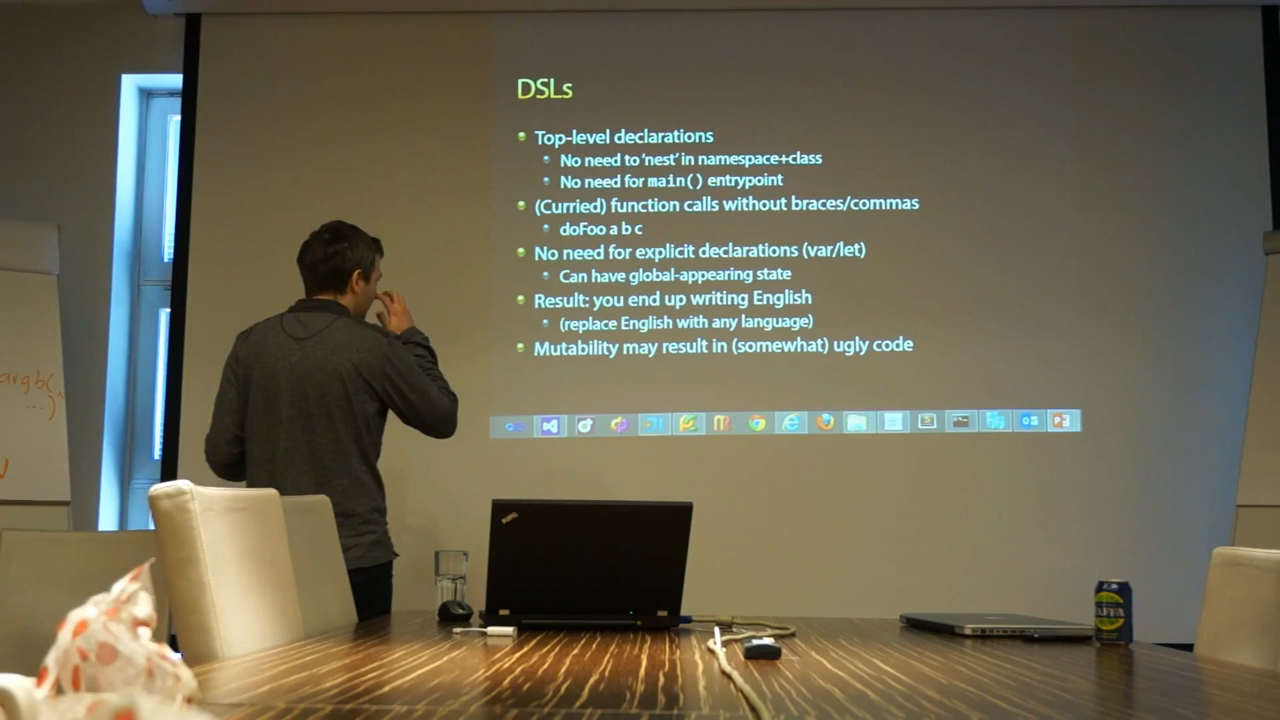 DSLs
Top-level declarations
No need to 'nest' in namespace+class
No need for main() entrypoint
(Curried) function calls without braces/commas
doFoo a b c
No need for explicit declarations (var/let)
Can have global-appearing state
Result: you end up writing English
(replace English with any language)
Mutability may result in (somewhat) ugly code
argb(
...)